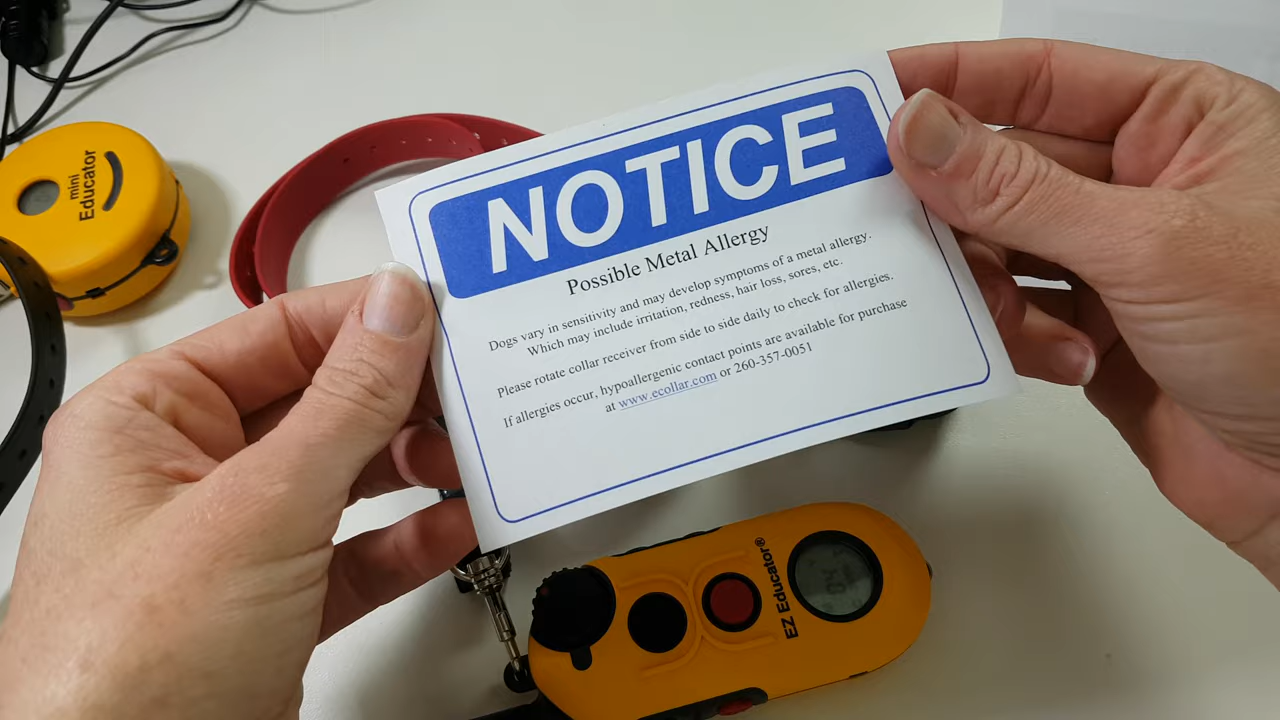 mini
Educator
NOTICE
Possible Metal Allergy
Dogs vary in sensitivity and may develop symptoms of a metal allergy.
Which may include irritation, redness, hair loss, sores, etc.
Please rotate collar receiver from side to side daily to check for allergies.
If allergies occur, hypoallergenic contact points are available for purchase
at www.ecollar.com or 260-357-0051
EZ Educator®